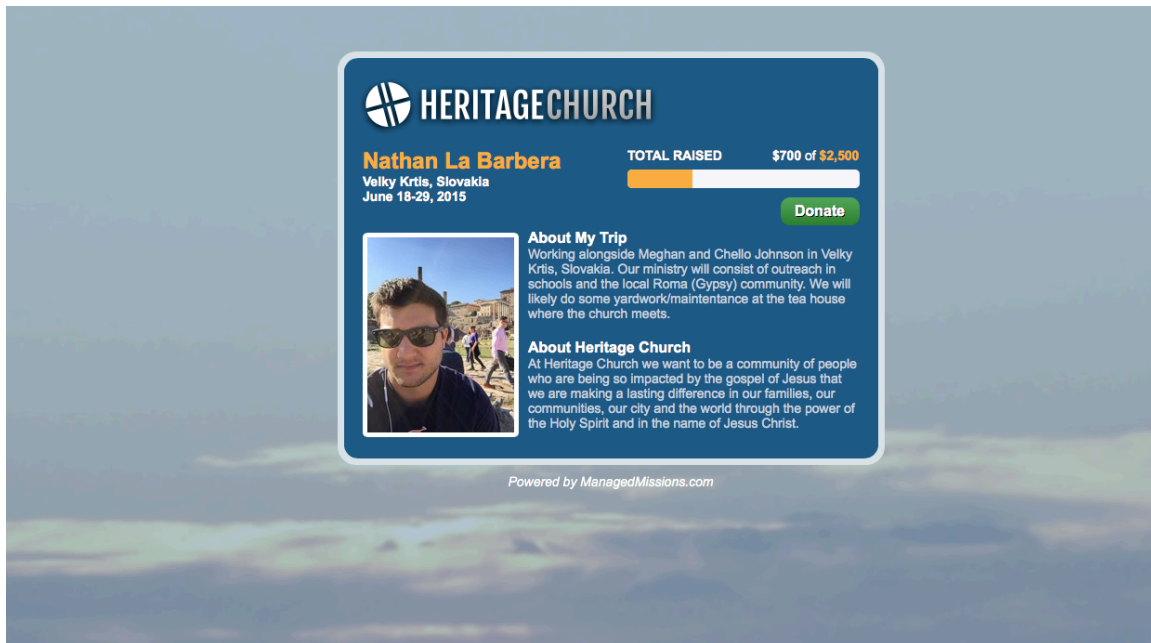 HERITAGECHURCH
Nathan La Barbera
Velky Krtis, Slovakia
June 18-29, 2015
TOTAL RAISED $700 of $2,500
Donate
About My Trip
Working alongside Meghan and Chello Johnson in Velky
Krtis, Slovakia. Our ministry will consist of outreach in
schools and the local Roma (Gypsy) community. We will
likely do some yardwork/maintentance at the tea house
where the church meets.
About Heritage Church
At Heritage Church we want to be a community of people
who are being so impacted by the gospel of Jesus that
we are making a lasting difference in our families, our
communities, our city and the world through the power of
the Holy Spirit and in the name of Jesus Christ.
Powered by ManagedMissions.com